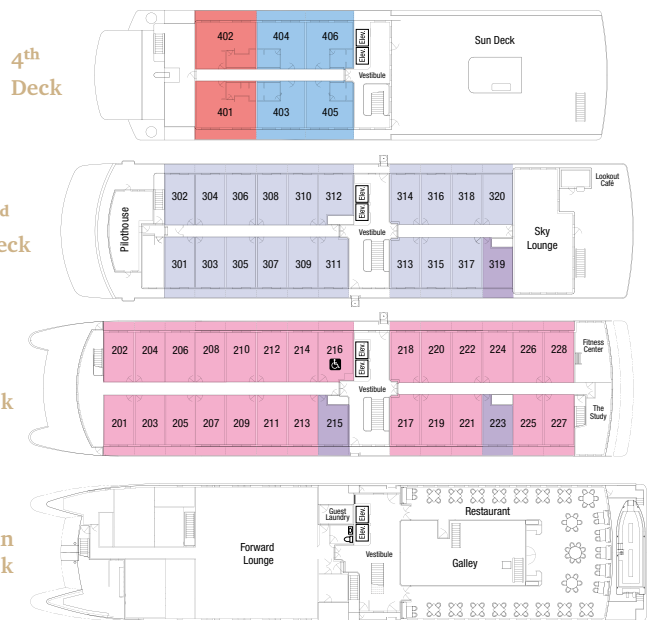 4th
Deck
402 404 406
Elev.
Elev.
Vestibule
Sun Deck
401 403 405
d
eck
Pilothouse
302 304 306 308 310 312
Elev.
Elev.
Vestibule
314 316 318 320
Lookout
Café
Sky
Lounge
301 303 305 307 309 311
313 315 317 319
k
202 204 206 208 210 212 214 216
Elev.
Elev.
Vestibule
218 220 222 224 226 228
Fitness
Center
The
Study
201 203 205 207 209 211 213 215
217 219 221 223 225 227
n
k
Forward
Lounge
Guest
Laundry
Elev.
Elev.
Vestibule
Restaurant
Galley